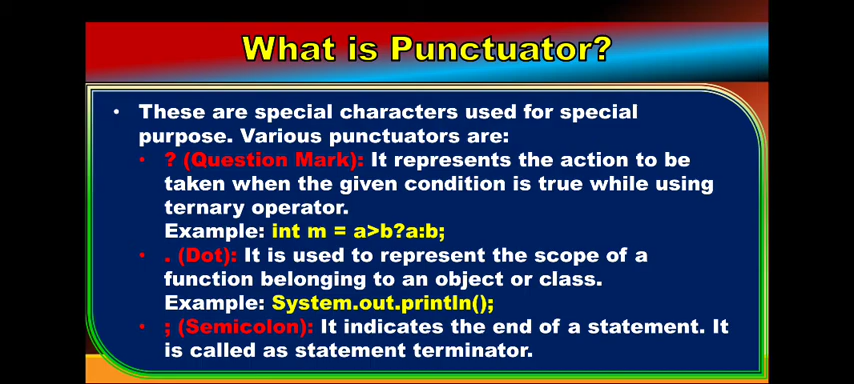 What is Punctuator?
• These are special characters used for special
purpose. Various punctuators are:
• ? (Question Mark): It represents the action to be
taken when the given condition is true while using
ternary operator.
Example: int m = a>b?a:b;
• . (Dot): It is used to represent the scope of a
function belonging to an object or class.
Example: System.out.println();
• ; (Semicolon): It indicates the end of a statement. It
is called as statement terminator.